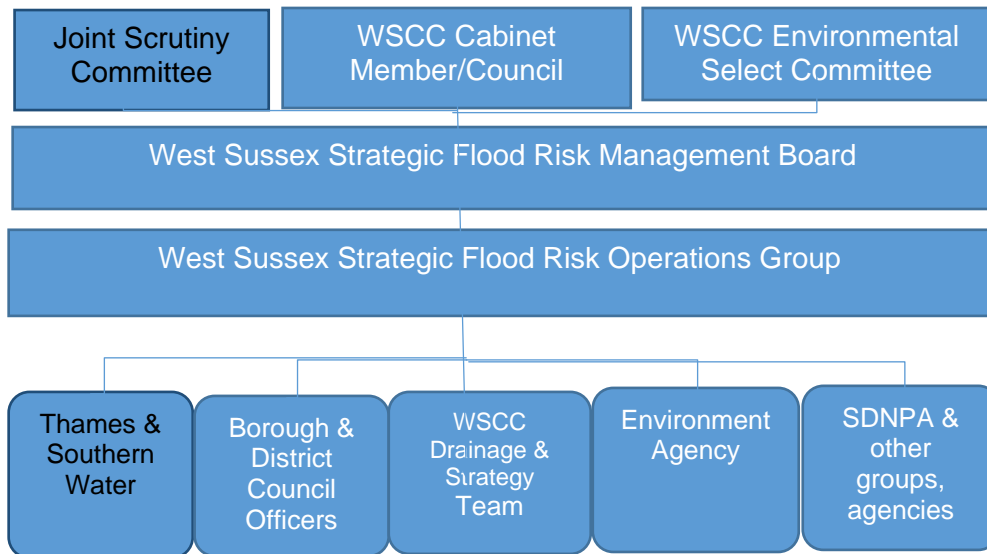 Joint Scrutiny
Committee
WSCC Cabinet
Member/Council
WSCC Environmental
Select Committee
West Sussex Strategic Flood Risk Management Board
West Sussex Strategic Flood Risk Operations Group
Thames &
Southern
Water
Borough &
District
Council
Officers
WSCC
Drainage &
Strategy
Team
Environment
Agency
SDNPA &
other
groups,
agencies